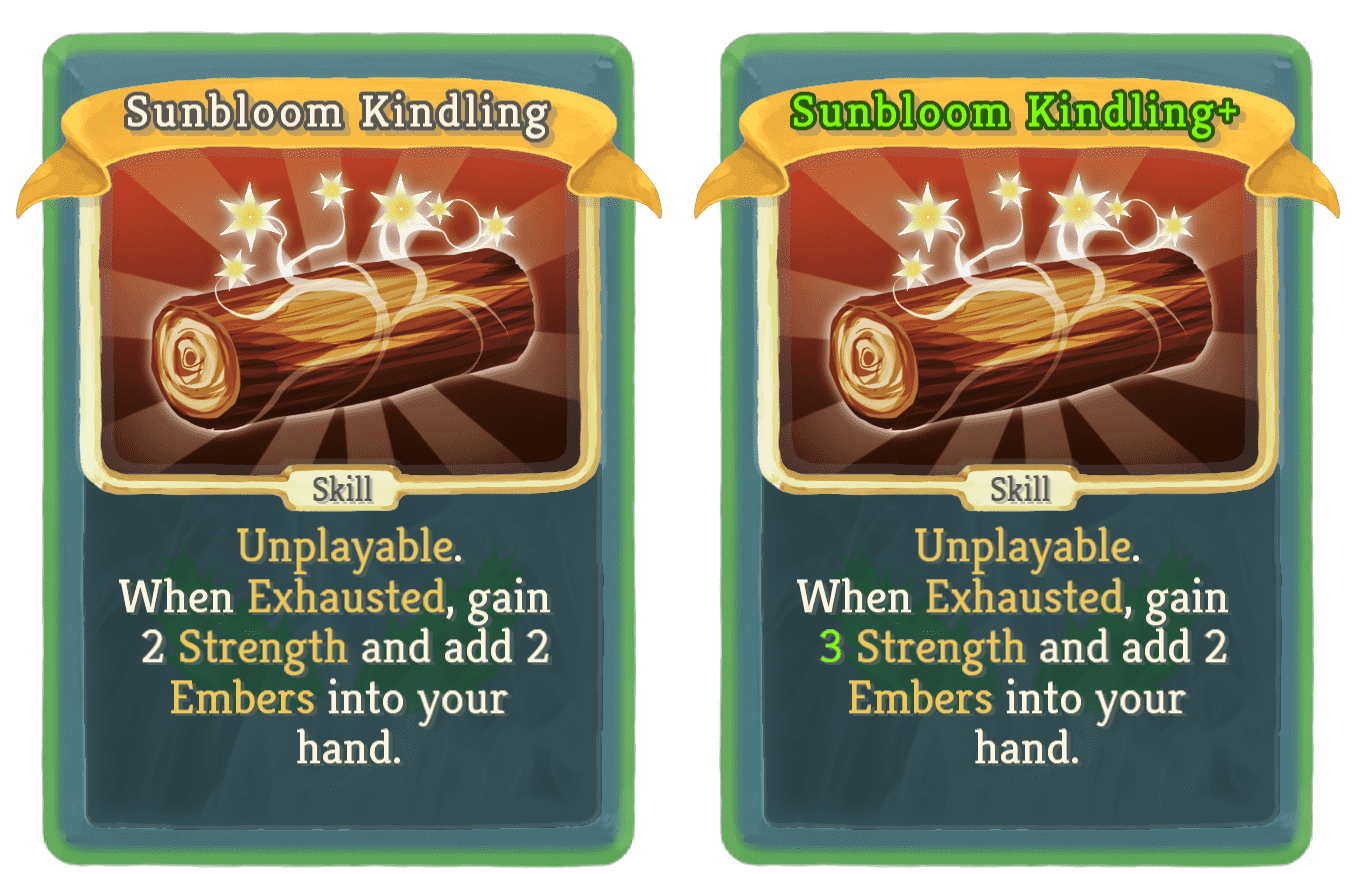 Sunbloom Kindling
Skill
Unplayable.
When Exhausted, gain
2 Strength and add 2
Embers into your
hand.
Sunbloom Kindling+
Skill
Unplayable.
When Exhausted, gain
3 Strength and add 2
Embers into your
hand.